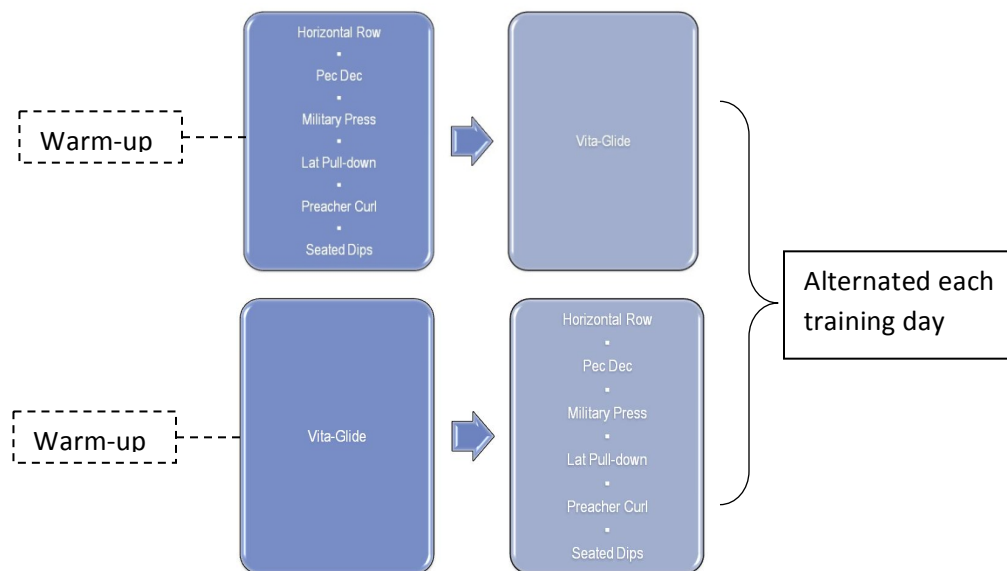 Warm-up
Horizontal Row
▪
Pec Dec
▪
Military Press
▪
Lat Pull-down
▪
Preacher Curl
▪
Seated Dips
Vita-Glide
Warm-up
Vita-Glide
Horizontal Row
▪
Pec Dec
▪
Military Press
▪
Lat Pull-down
▪
Preacher Curl
▪
Seated Dips
Alternated each
training day